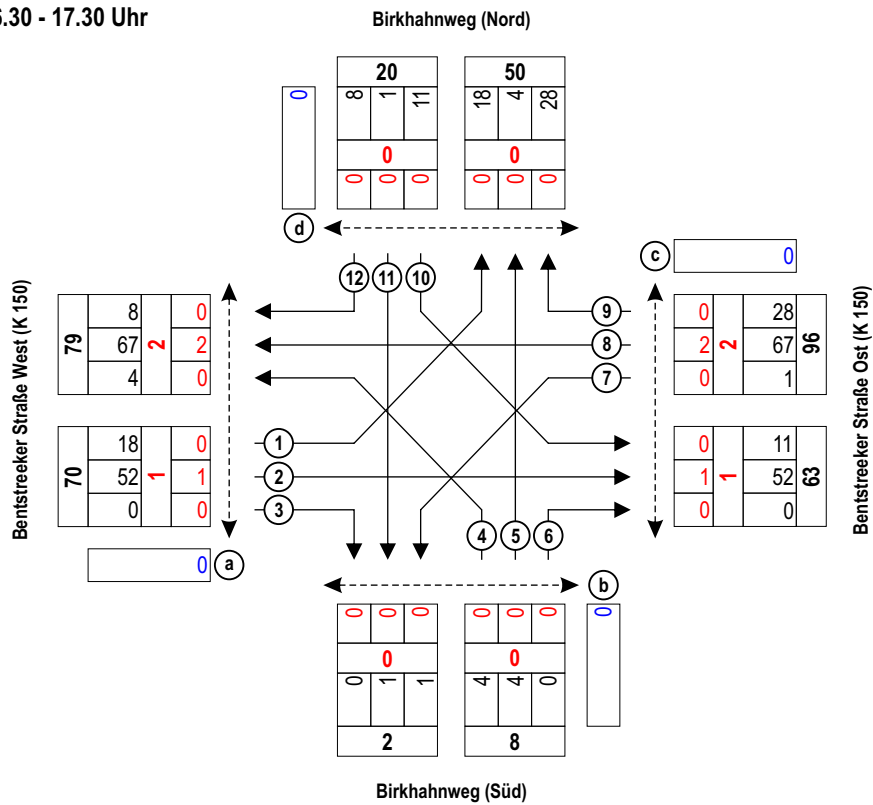 6.30 - 17.30 Uhr
Birkhahnweg (Nord)
20 50
0 8 1 11 18 4 28
0 0
0 0 0 0 0 0
d
c 0
12 11 10
Bentstreeker Straße West (K 150)
79 8 67 4 2 0 2 0
70 18 52 0 1 0 1 0
0 a
1
2
3
9
8
7
0 2 0 2 28 67 1 96
0 1 0 1 11 52 0 63
Bentstreeker Straße Ost (K 150)
4 5 6
b
0 0 0 0 0 0 0
0 0
0 1 1 4 4 0
2 8
Birkhahnweg (Süd)